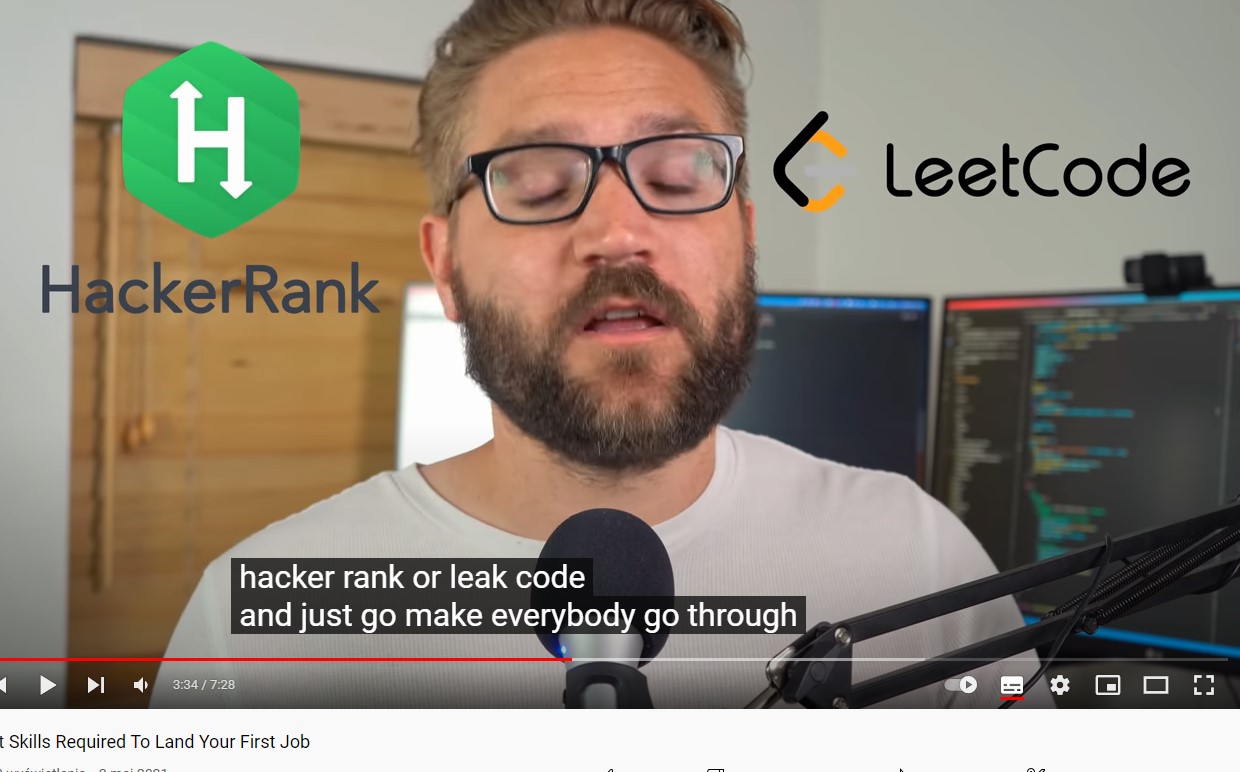 LeetCode
HackerRank
hacker rank or leak code
and just go make everybody go through
3:34 / 7:28
t Skills Required To Land Your First Job